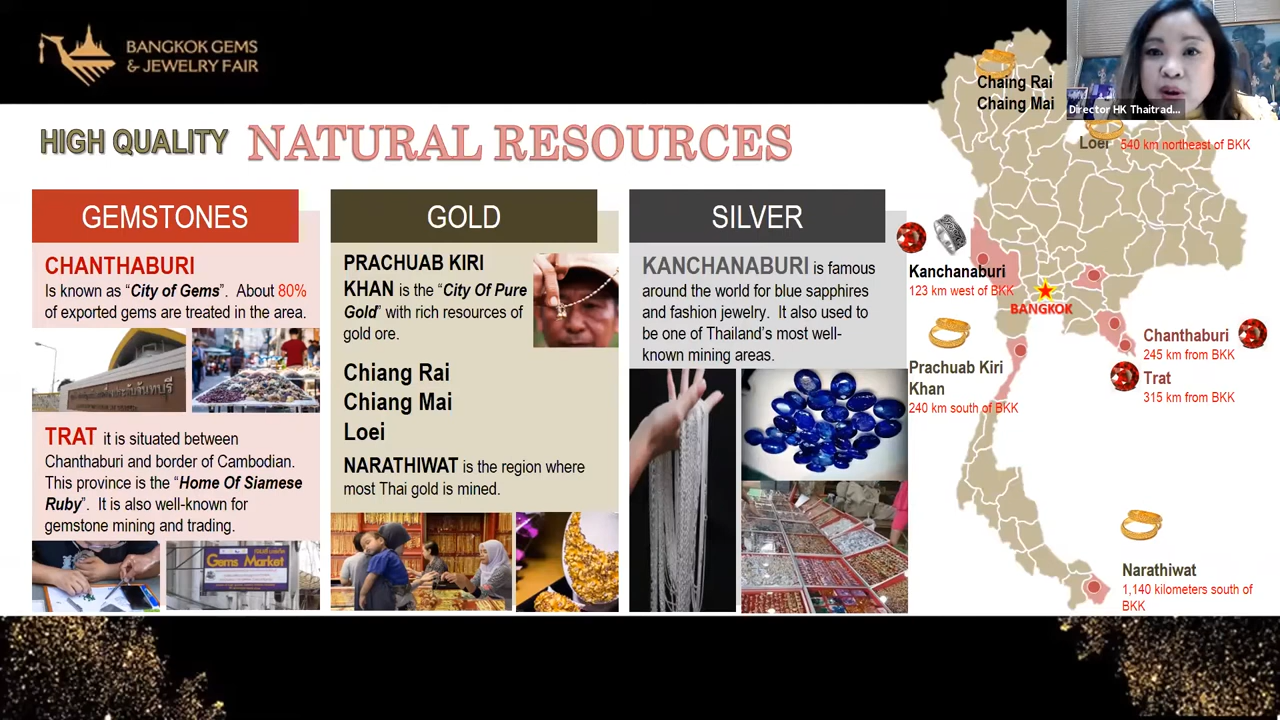 BANGKOK GEMS
& JEWELRY FAIR
HIGH QUALITY NATURAL RESOURCES
GEMSTONES
CHANTHABURI
Is known as “City of Gems”. About 80%
of exported gems are treated in the area.
TRAT it is situated between
Chanthaburi and border of Cambodian.
This province is the “Home Of Siamese
Ruby”. It is also well-known for
gemstone mining and trading.
Gems Market
GOLD
PRACHUAB KIRI
KHAN is the “City Of Pure
Gold” with rich resources of
gold ore.
Chiang Rai
Chiang Mai
Loei
NARATHIWAT is the region where
most Thai gold is mined.
SILVER
KANCHANABURI is famous
around the world for blue sapphires
and fashion jewelry. It also used to
be one of Thailand’s most well-
known mining areas.
Chaing Rai
Chaing Mai
Director HK Thaitrad...
Loei 540 km northeast of BKK
Kanchanaburi
123 km west of BKK
BANGKOK
Chanthaburi
245 km from BKK
Prachuab Kiri
Khan
240 km south of BKK
Trat
315 km from BKK
Narathiwat
1,140 kilometers south of
BKK